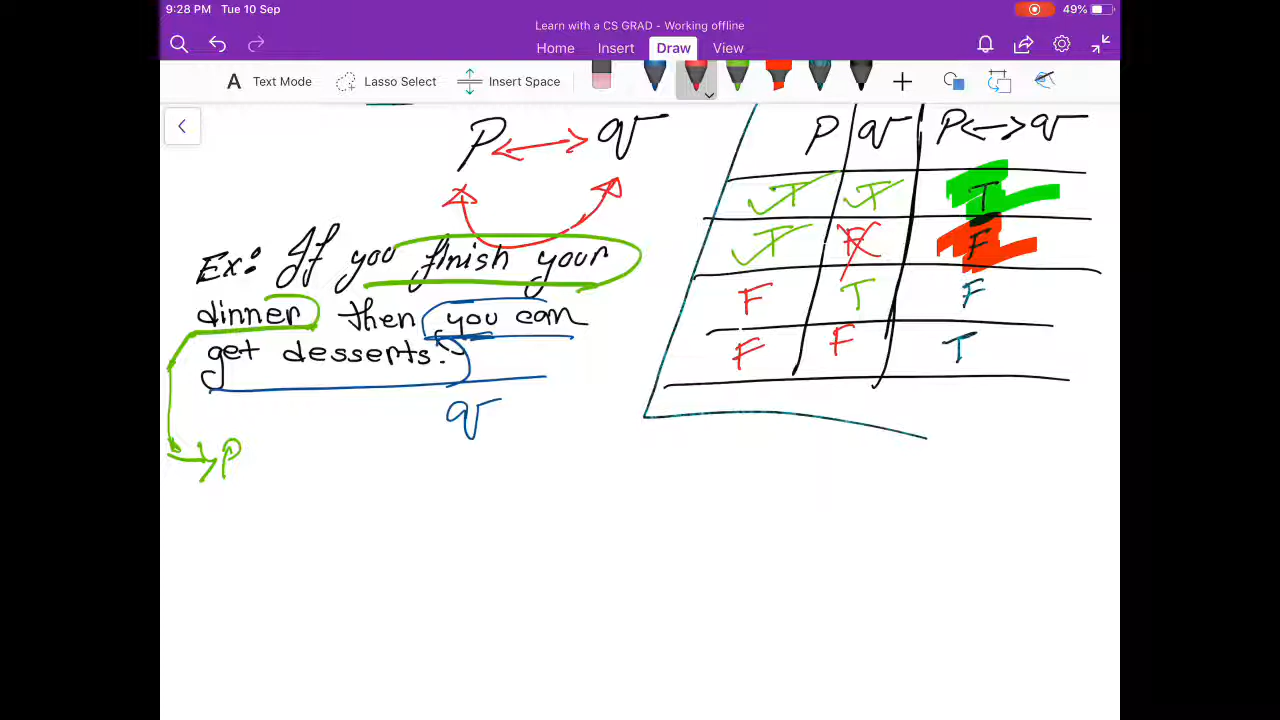 9:28 PM Tue 10 Sep
49%
Learn with a CS GRAD - Working offline
Home Insert Draw View
A Text Mode Lasso Select Insert Space
P <--> q
Ex: If you finish your
dinner then you can
get desserts.
q
P
P q P<-->q
T T T
T F F
F T F
F F T